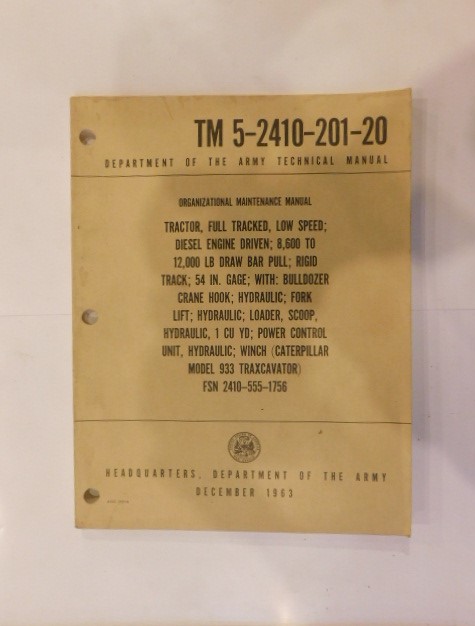 TM 5-2410-201-20
DEPARTMENT OF THE ARMY TECHNICAL MANUAL
ORGANIZATIONAL MAINTENANCE MANUAL
TRACTOR, FULL TRACKED, LOW SPEED;
DIESEL ENGINE DRIVEN; 8,600 TO
12,000 LB DRAW BAR PULL; RIGID
TRACK; 54 IN. GAGE; WITH: BULLDOZER
CRANE HOOK; HYDRAULIC; FORK
LIFT; HYDRAULIC; LOADER, SCOOP,
HYDRAULIC, 1 CU YD; POWER CONTROL
UNIT, HYDRAULIC; WINCH (CATERPILLAR
MODEL 933 TRAXCAVATOR)
FSN 2410-555-1756
HEADQUARTERS, DEPARTMENT OF THE ARMY
DECEMBER 1963